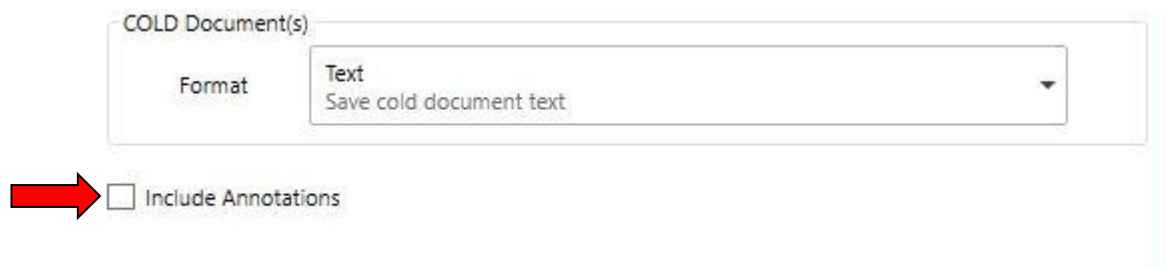 COLD Document(s)
Format
Text
Save cold document text
Include Annotations